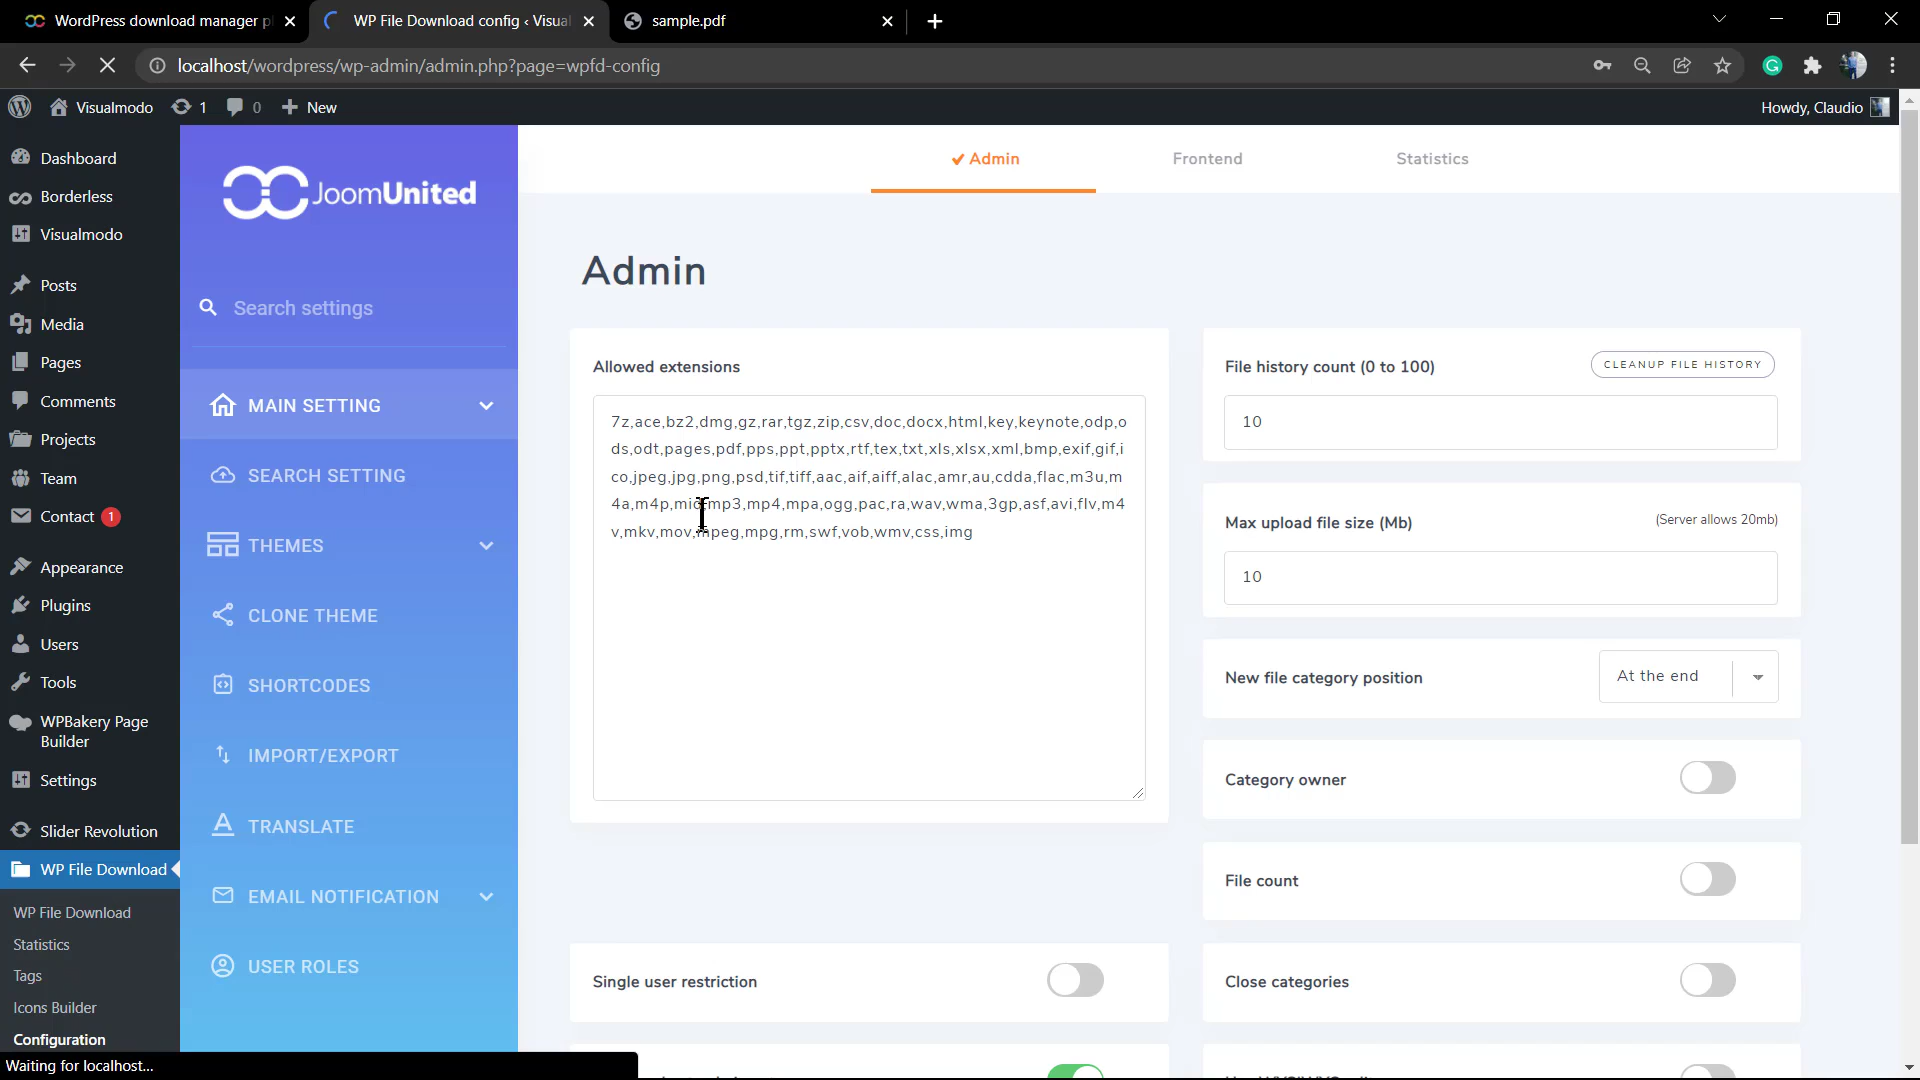 WordPress download manager p
WP File Download config ‹ Visual
sample.pdf
localhost/wordpress/wp-admin/admin.php?page=wpfd-config
Visualmodo
1
0
New
Howdy, Claudio
Dashboard
Borderless
Visualmodo
Posts
Media
Pages
Comments
Projects
Team
Contact 1
Appearance
Plugins
Users
Tools
WPBakery Page
Builder
Settings
Slider Revolution
WP File Download
WP File Download
Statistics
Tags
Icons Builder
Configuration
Waiting for localhost...
JoomUnited
Search settings
MAIN SETTING
SEARCH SETTING
THEMES
CLONE THEME
SHORTCODES
IMPORT/EXPORT
TRANSLATE
EMAIL NOTIFICATION
USER ROLES
Admin
Frontend
Statistics
Admin
Allowed extensions
7z,ace,bz2,dmg,gz,rar,tgz,zip,csv,doc,docx,html,key,keynote,odp,o
ds,odt,pages,pdf,pps,ppt,pptx,rtf,tex,txt,xls,xlsx,xml,bmp,exif,gif,i
co,jpeg,jpg,png,psd,tif,tiff,aac,aif,aiff,alac,amr,au,cdda,flac,m3u,m
4a,m4p,mid,mp3,mp4,mpa,ogg,pac,ra,wav,wma,3gp,asf,avi,flv,m4
v,mkv,mov,mpeg,mpg,rm,swf,vob,wmv,css,img
Single user restriction
File history count (0 to 100)
CLEANUP FILE HISTORY
10
Max upload file size (Mb)
(Server allows 20mb)
10
New file category position
At the end
Category owner
File count
Close categories